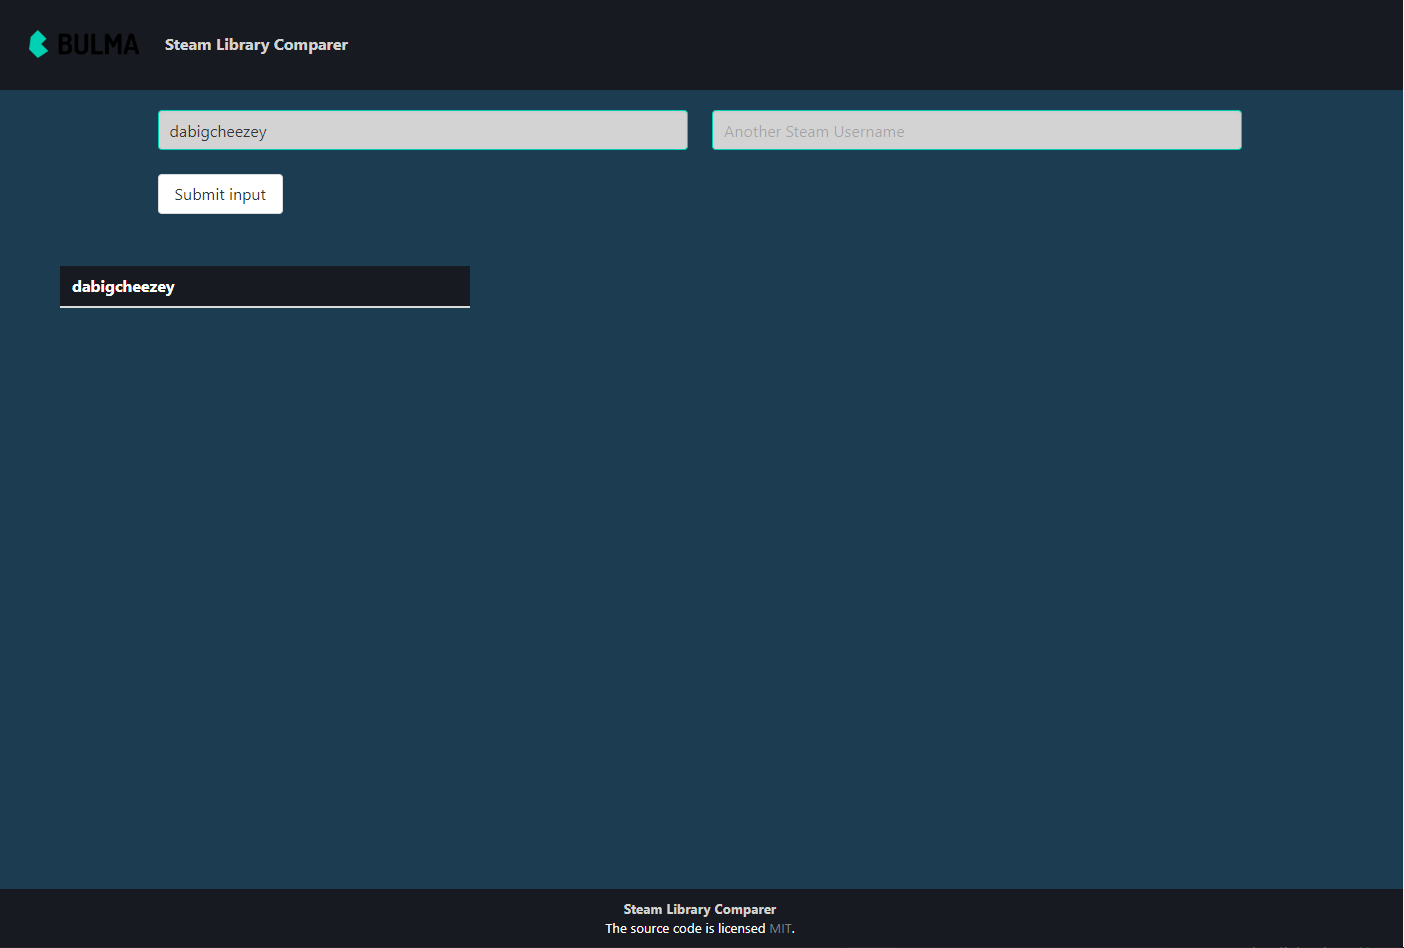 BULMA
Steam Library Comparer
dabigcheezey
Another Steam Username
Submit input
dabigcheezey
Steam Library Comparer
The source code is licensed MIT.